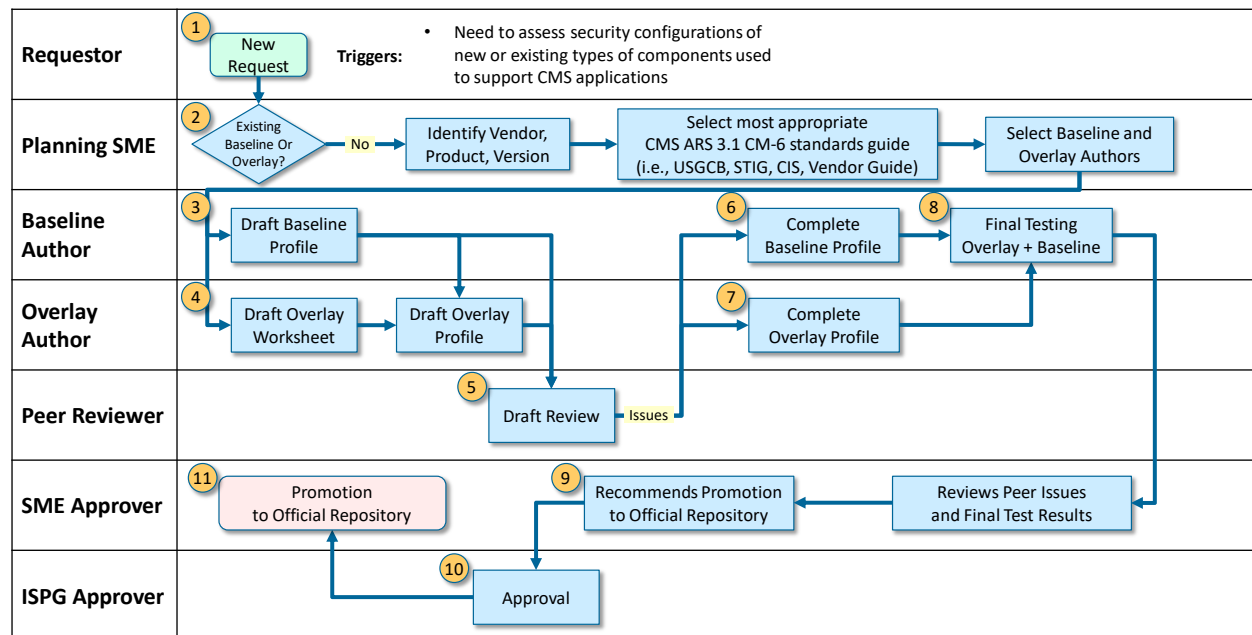 Requestor
1
New
Request
Triggers:
• Need to assess security configurations of
new or existing types of components used
to support CMS applications
Planning SME
2
Existing
Baseline Or
Overlay?
No
Identify Vendor,
Product, Version
Select most appropriate
CMS ARS 3.1 CM-6 standards guide
(i.e., USGCB, STIG, CIS, Vendor Guide)
Select Baseline and
Overlay Authors
Baseline
Author
3
Draft Baseline
Profile
6
Complete
Baseline Profile
8
Final Testing
Overlay + Baseline
Overlay
Author
4
Draft Overlay
Worksheet
Draft Overlay
Profile
7
Complete
Overlay Profile
Peer Reviewer
5
Draft Review
Issues
SME Approver
11
Promotion
to Official Repository
9
Recommends Promotion
to Official Repository
Reviews Peer Issues
and Final Test Results
ISPG Approver
10
Approval